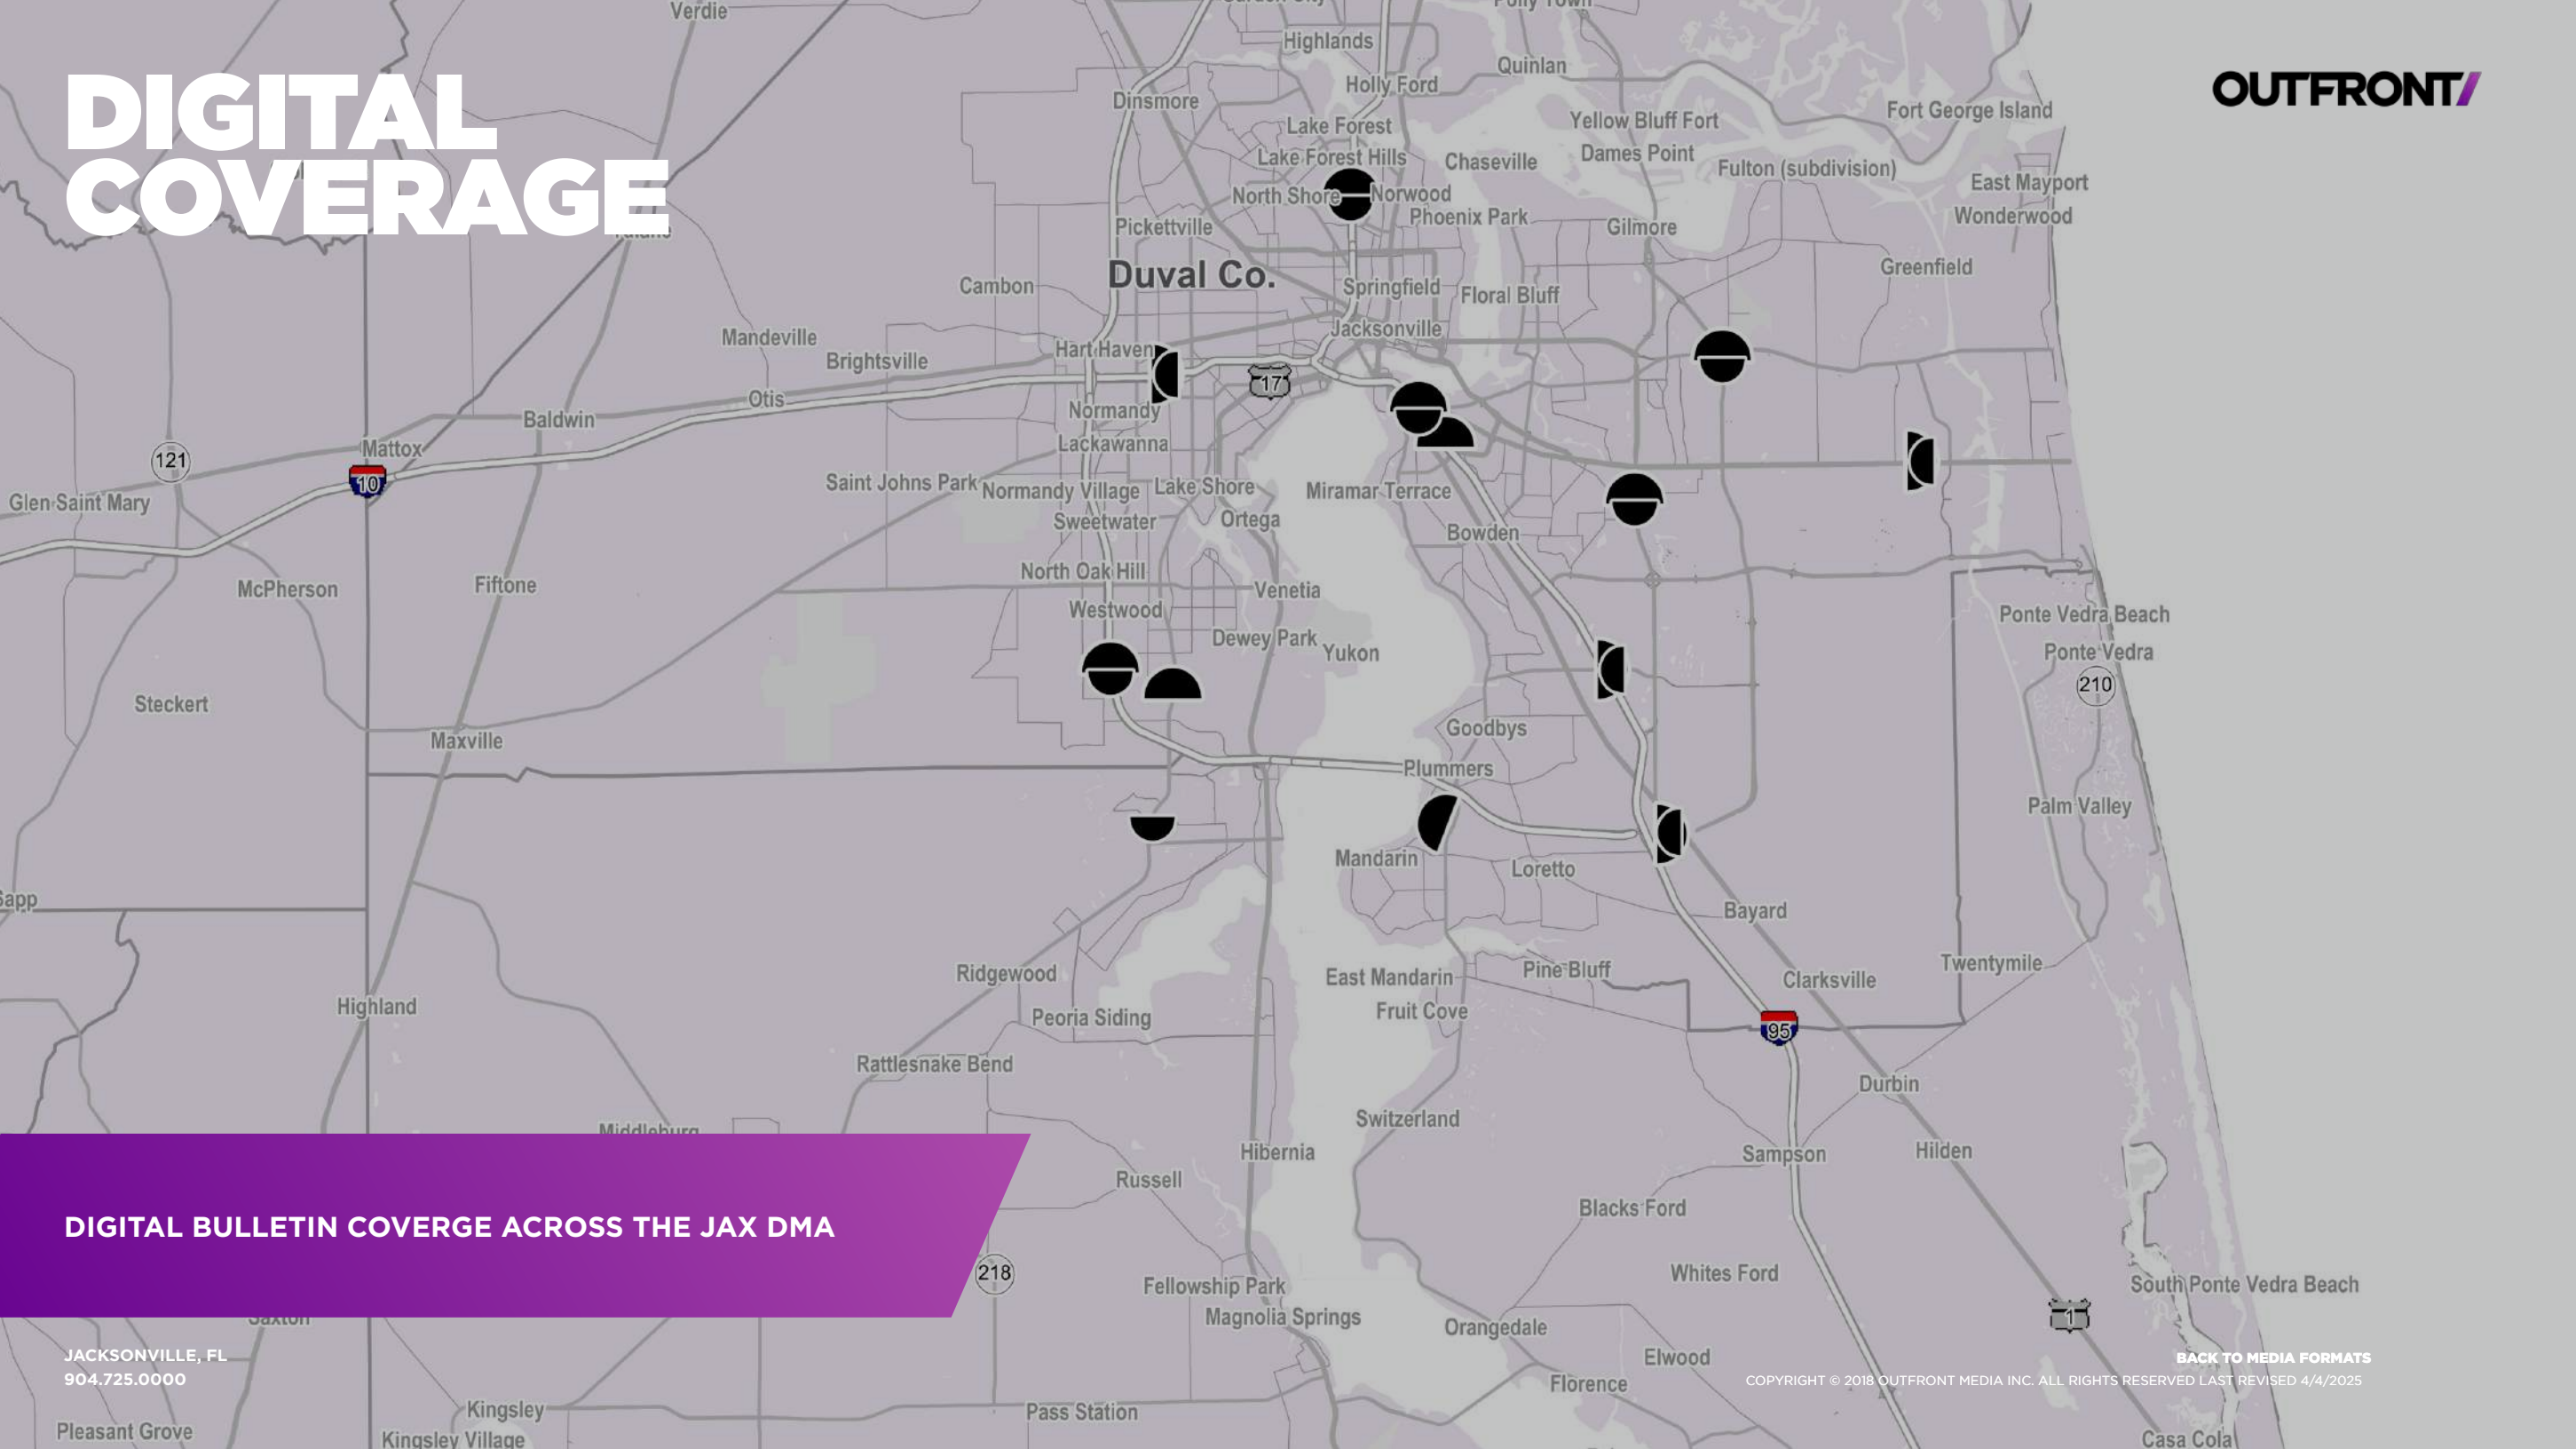 DIGITAL
COVERAGE
OUTFRONT/
Verdie
Highlands
Quinlan
Holly Ford
Dinsmore
Fort George Island
Yellow Bluff Fort
Lake Forest
Dames Point
Lake Forest Hills
Chaseville
Fulton (subdivision)
East Mayport
North Shore
Norwood
Wonderwood
Phoenix Park
Pickettville
Gilmore
Greenfield
Duval Co.
Cambon
Springfield
Floral Bluff
Jacksonville
Mandeville
Hart Haven
Brightsville
17
Otis
Normandy
Baldwin
Lackawanna
Mattox
121
10
Saint Johns Park
Normandy Village
Lake Shore
Miramar Terrace
Glen Saint Mary
Sweetwater
Ortega
Bowden
North Oak Hill
McPherson
Fiftone
Venetia
Westwood
Ponte Vedra Beach
Dewey Park
Yukon
Ponte Vedra
210
Steckert
Goodbys
Maxville
Plummers
Palm Valley
Mandarin
Loretto
Sapp
Bayard
Ridgewood
East Mandarin
Pine Bluff
Twentymile
Clarksville
Highland
Fruit Cove
Peoria Siding
95
Rattlesnake Bend
Durbin
Switzerland
Middleburg
Hibernia
Sampson
Hilden
Russell
Blacks Ford
DIGITAL BULLETIN COVERGE ACROSS THE JAX DMA
218
Whites Ford
Fellowship Park
South Ponte Vedra Beach
Magnolia Springs
1
Saxton
Orangedale
JACKSONVILLE, FL
904.725.0000
Elwood
BACK TO MEDIA FORMATS
COPYRIGHT © 2018 OUTFRONT MEDIA INC. ALL RIGHTS RESERVED LAST REVISED 4/4/2025
Florence
Kingsley
Pass Station
Pleasant Grove
Kingsley Village
Casa Cola